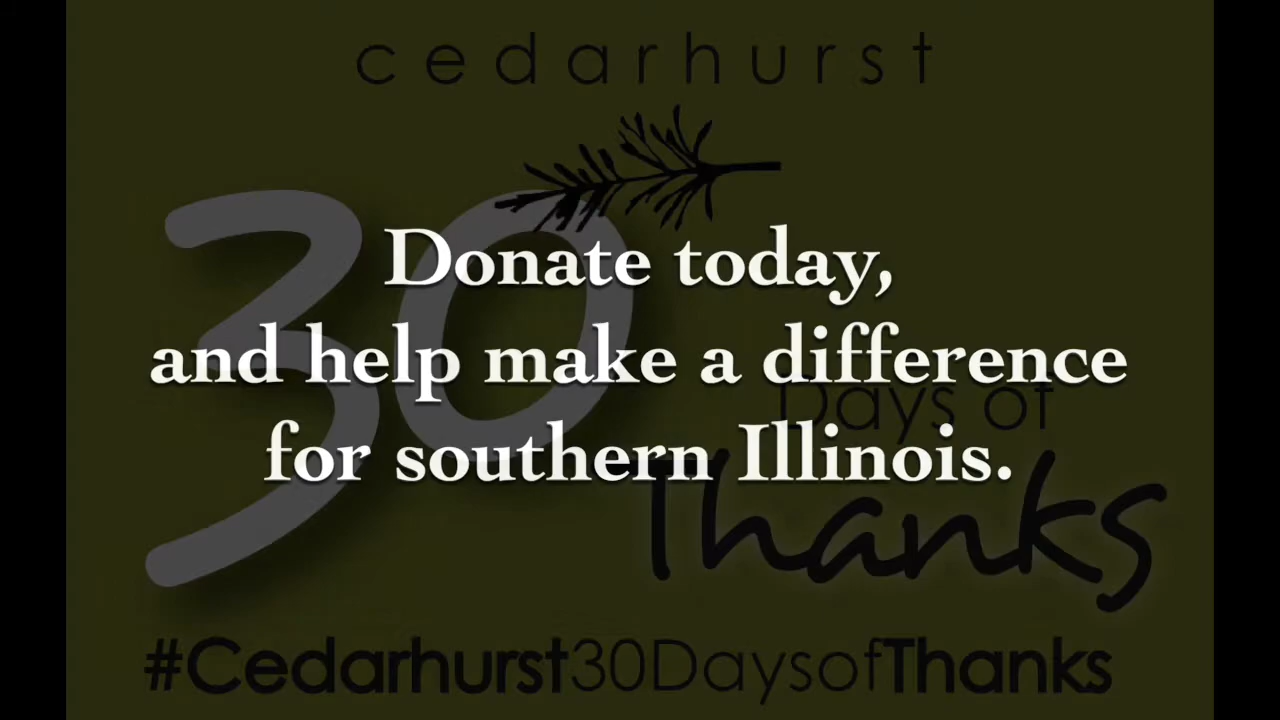 cedarhurst
30
Donate today,
and help make a difference
for southern Illinois.
Days of
Thanks
#Cedarhurst30DaysofThanks